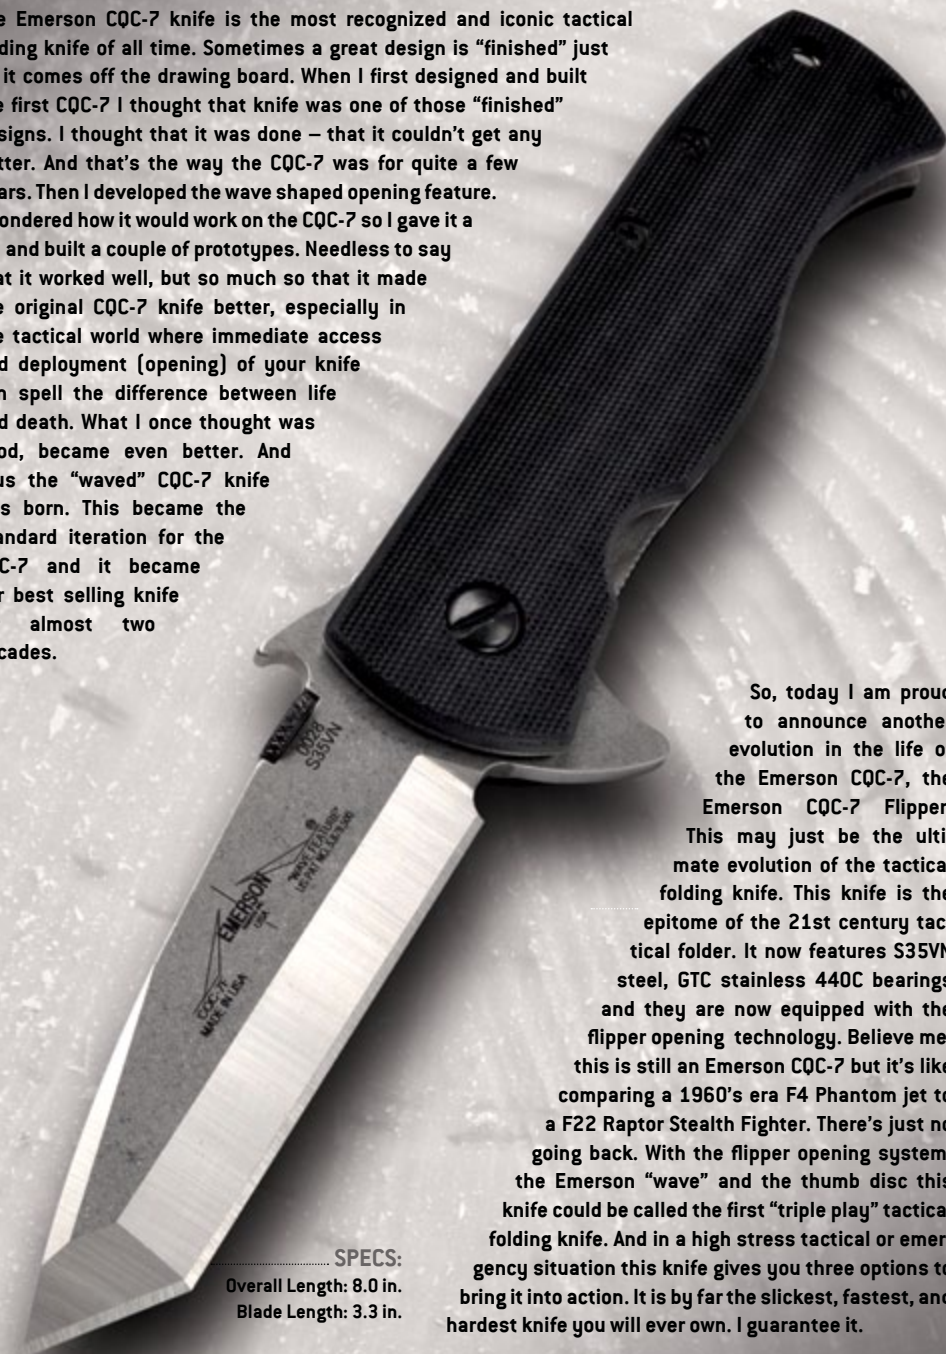 e Emerson CQC-7 knife is the most recognized and iconic tactical
ding knife of all time. Sometimes a great design is “finished” just
it comes off the drawing board. When I first designed and built
e first CQC-7 I thought that knife was one of those “finished”
signs. I thought that it was done – that it couldn’t get any
tter. And that’s the way the CQC-7 was for quite a few
ars. Then I developed the wave shaped opening feature.
ondered how it would work on the CQC-7 so I gave it a
and built a couple of prototypes. Needless to say
at it worked well, but so much so that it made
e original CQC-7 knife better, especially in
e tactical world where immediate access
d deployment (opening) of your knife
n spell the difference between life
d death. What I once thought was
od, became even better. And
us the “waved” CQC-7 knife
s born. This became the
andard iteration for the
C-7 and it became
r best selling knife
almost two
cades.
0028
S35VN
"WAVE FEATURE"
US PAT NO.
EMERSON
USA
CQC-7F
MADE IN USA
So, today I am proud
to announce another
evolution in the life o
the Emerson CQC-7, the
Emerson CQC-7 Flipper
This may just be the ulti
mate evolution of the tactica
folding knife. This knife is the
epitome of the 21st century tac
tical folder. It now features S35VN
steel, GTC stainless 440C bearings
and they are now equipped with the
flipper opening technology. Believe me
this is still an Emerson CQC-7 but it’s like
comparing a 1960’s era F4 Phantom jet to
a F22 Raptor Stealth Fighter. There’s just no
going back. With the flipper opening system
the Emerson “wave” and the thumb disc this
knife could be called the first “triple play” tactica
folding knife. And in a high stress tactical or emer
gency situation this knife gives you three options to
bring it into action. It is by far the slickest, fastest, and
hardest knife you will ever own. I guarantee it.
SPECS:
Overall Length: 8.0 in.
Blade Length: 3.3 in.